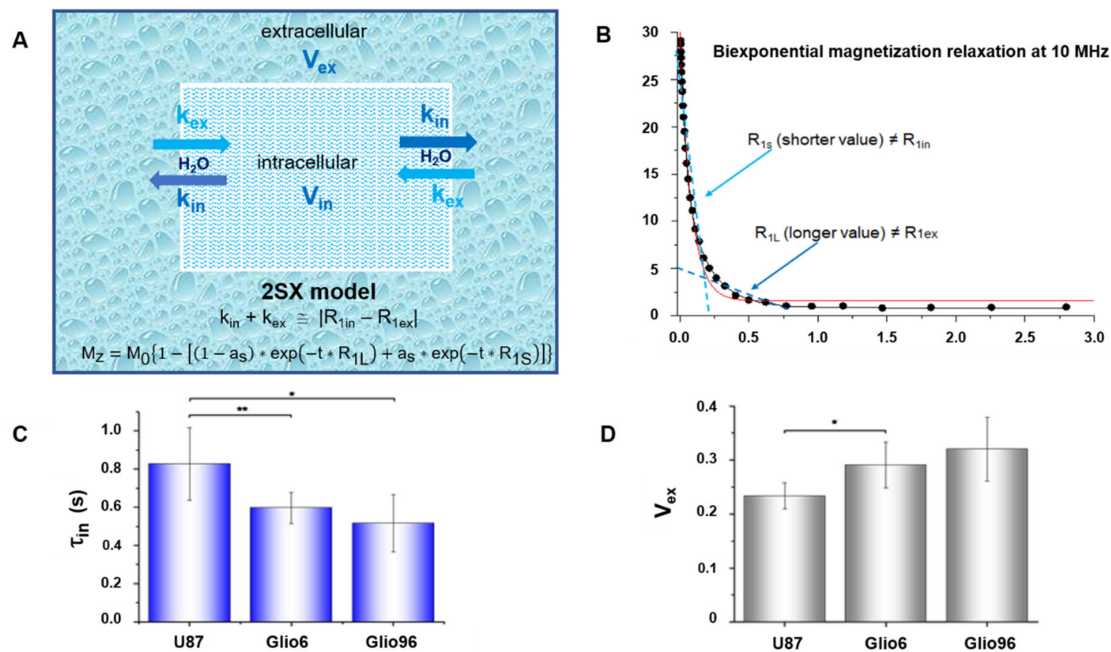 A
extracellular
Vex
kex
H2O
kin
intracellular
Vin
kin
H2O
kex
2SX model
kin + kex ≅ |R1in − R1ex|
MZ = M0{1 − [(1 − as) * exp(−t * R1L) + as * exp(−t * R1S)]}
B
Biexponential magnetization relaxation at 10 MHz
R1s (shorter value) ≠ R1in
R1L (longer value) ≠ R1ex
30
25
20
15
10
5
0
0.0 0.5 1.0 1.5 2.0 2.5 3.0
C
τin (s)
1.0
0.8
0.6
0.4
0.2
0.0
*
**
U87 Glio6 Glio96
D
Vex
0.4
0.3
0.2
0.1
0
*
U87 Glio6 Glio96